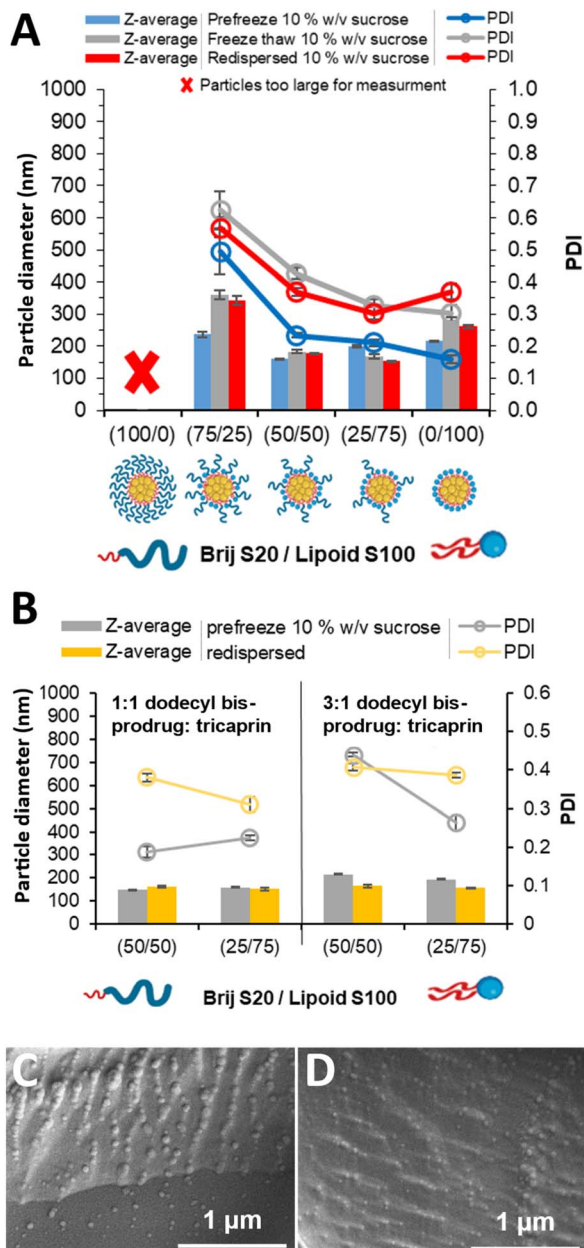 A
Z-average Prefreeze 10 % w/v sucrose PDI
Z-average Freeze thaw 10 % w/v sucrose PDI
Z-average Redispersed 10 % w/v sucrose PDI
Particles too large for measurment
Particle diameter (nm)
1000
900
800
700
600
500
400
300
200
100
0
1.0
0.9
0.8
0.7
0.6
0.5
0.4
0.3
0.2
0.1
0.0
PDI
(100/0) (75/25) (50/50) (25/75) (0/100)
Brij S20 / Lipoid S100
B
Z-average prefreeze 10 % w/v sucrose PDI
Z-average redispersed PDI
Particle diameter (nm)
1000
900
800
700
600
500
400
300
200
100
0
1:1 dodecyl bis-
prodrug: tricaprin
3:1 dodecyl bis-
prodrug: tricaprin
0.6
0.5
0.4
0.3
0.2
0.1
0.0
PDI
(50/50) (25/75) (50/50) (25/75)
Brij S20 / Lipoid S100
C
1 μm
D
1 μm